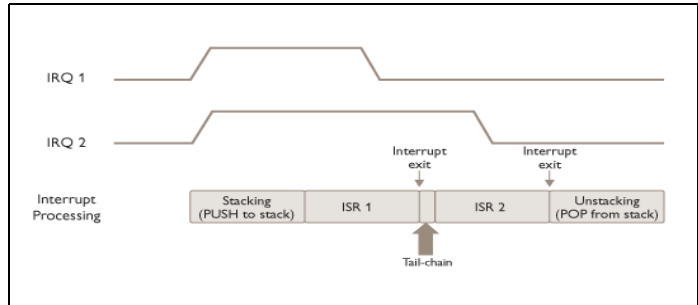 IRQ 1
IRQ 2
Interrupt
exit
Interrupt
exit
Interrupt
Processing
Stacking
(PUSH to stack)
ISR 1
ISR 2
Unstacking
(POP from stack)
Tail-chain